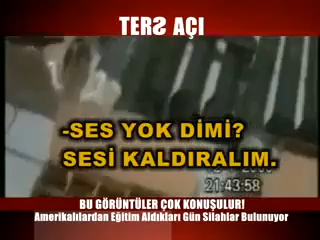 TERS AÇI
-SES YOK DİMİ?
SESİ KALDIRALIM.
21:43:58
BU GÖRÜNTÜLER ÇOK KONUŞULUR!
Amerikalılardan Eğitim Aldıkları Gün Silahlar Bulunuyor